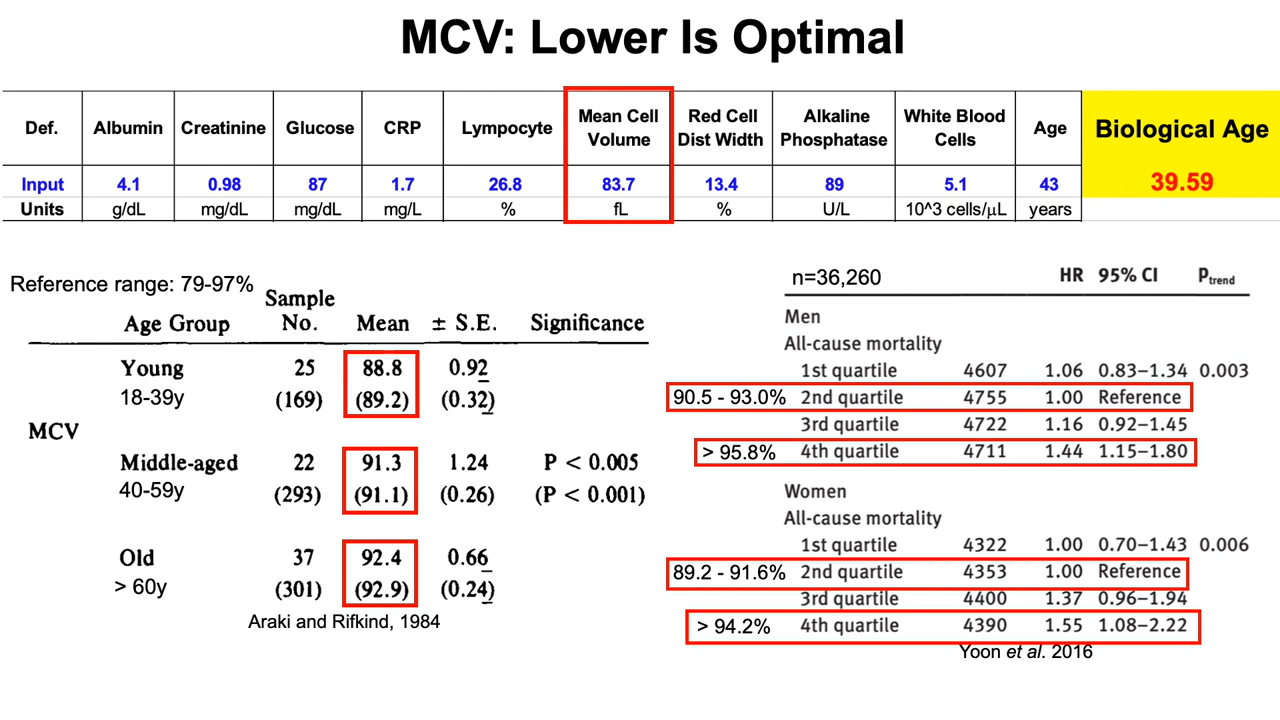 MCV: Lower Is Optimal
Def. Albumin Creatinine Glucose CRP Lympocyte Mean Cell Volume Red Cell Dist Width Alkaline Phosphatase White Blood Cells Age Biological Age
Input 4.1 0.98 87 1.7 26.8 83.7 13.4 89 5.1 43 39.59
Units g/dL mg/dL mg/dL mg/L % fL % U/L 10^3 cells/µL years
Reference range: 79-97%
Age Group Sample No. Mean ± S.E. Significance
Young 25 88.8 0.92
18-39y (169) (89.2) (0.32)
MCV
Middle-aged 22 91.3 1.24 P < 0.005
40-59y (293) (91.1) (0.26) (P < 0.001)
Old 37 92.4 0.66
> 60y (301) (92.9) (0.24)
Araki and Rifkind, 1984
n=36,260 HR 95% CI Ptrend
Men
All-cause mortality
1st quartile 4607 1.06 0.83–1.34 0.003
90.5 - 93.0% 2nd quartile 4755 1.00 Reference
3rd quartile 4722 1.16 0.92–1.45
> 95.8% 4th quartile 4711 1.44 1.15–1.80
Women
All-cause mortality
1st quartile 4322 1.00 0.70–1.43 0.006
89.2 - 91.6% 2nd quartile 4353 1.00 Reference
3rd quartile 4400 1.37 0.96–1.94
> 94.2% 4th quartile 4390 1.55 1.08–2.22
Yoon et al. 2016